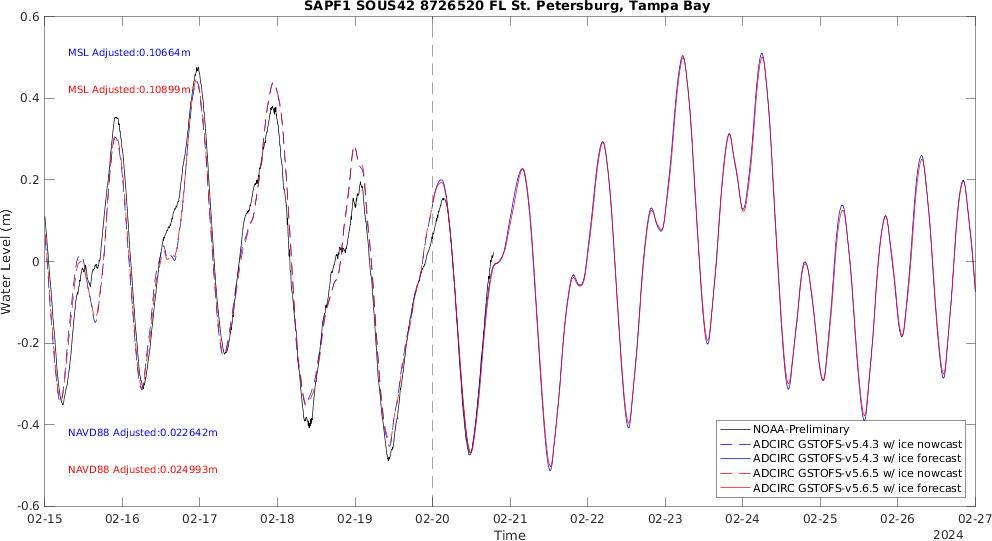 SAPF1 SOUS42 8726520 FL St. Petersburg, Tampa Bay
0.6
0.4
0.2
0
-0.2
-0.4
-0.6
Water Level (m)
MSL Adjusted:0.10664m
MSL Adjusted:0.10899m
NAVD88 Adjusted:0.022642m
NAVD88 Adjusted:0.024993m
NOAA-Preliminary
ADCIRC GSTOFS-v5.4.3 w/ ice nowcast
ADCIRC GSTOFS-v5.4.3 w/ ice forecast
ADCIRC GSTOFS-v5.6.5 w/ ice nowcast
ADCIRC GSTOFS-v5.6.5 w/ ice forecast
02-15 02-16 02-17 02-18 02-19 02-20 02-21 02-22 02-23 02-24 02-25 02-26 02-27
Time
2024